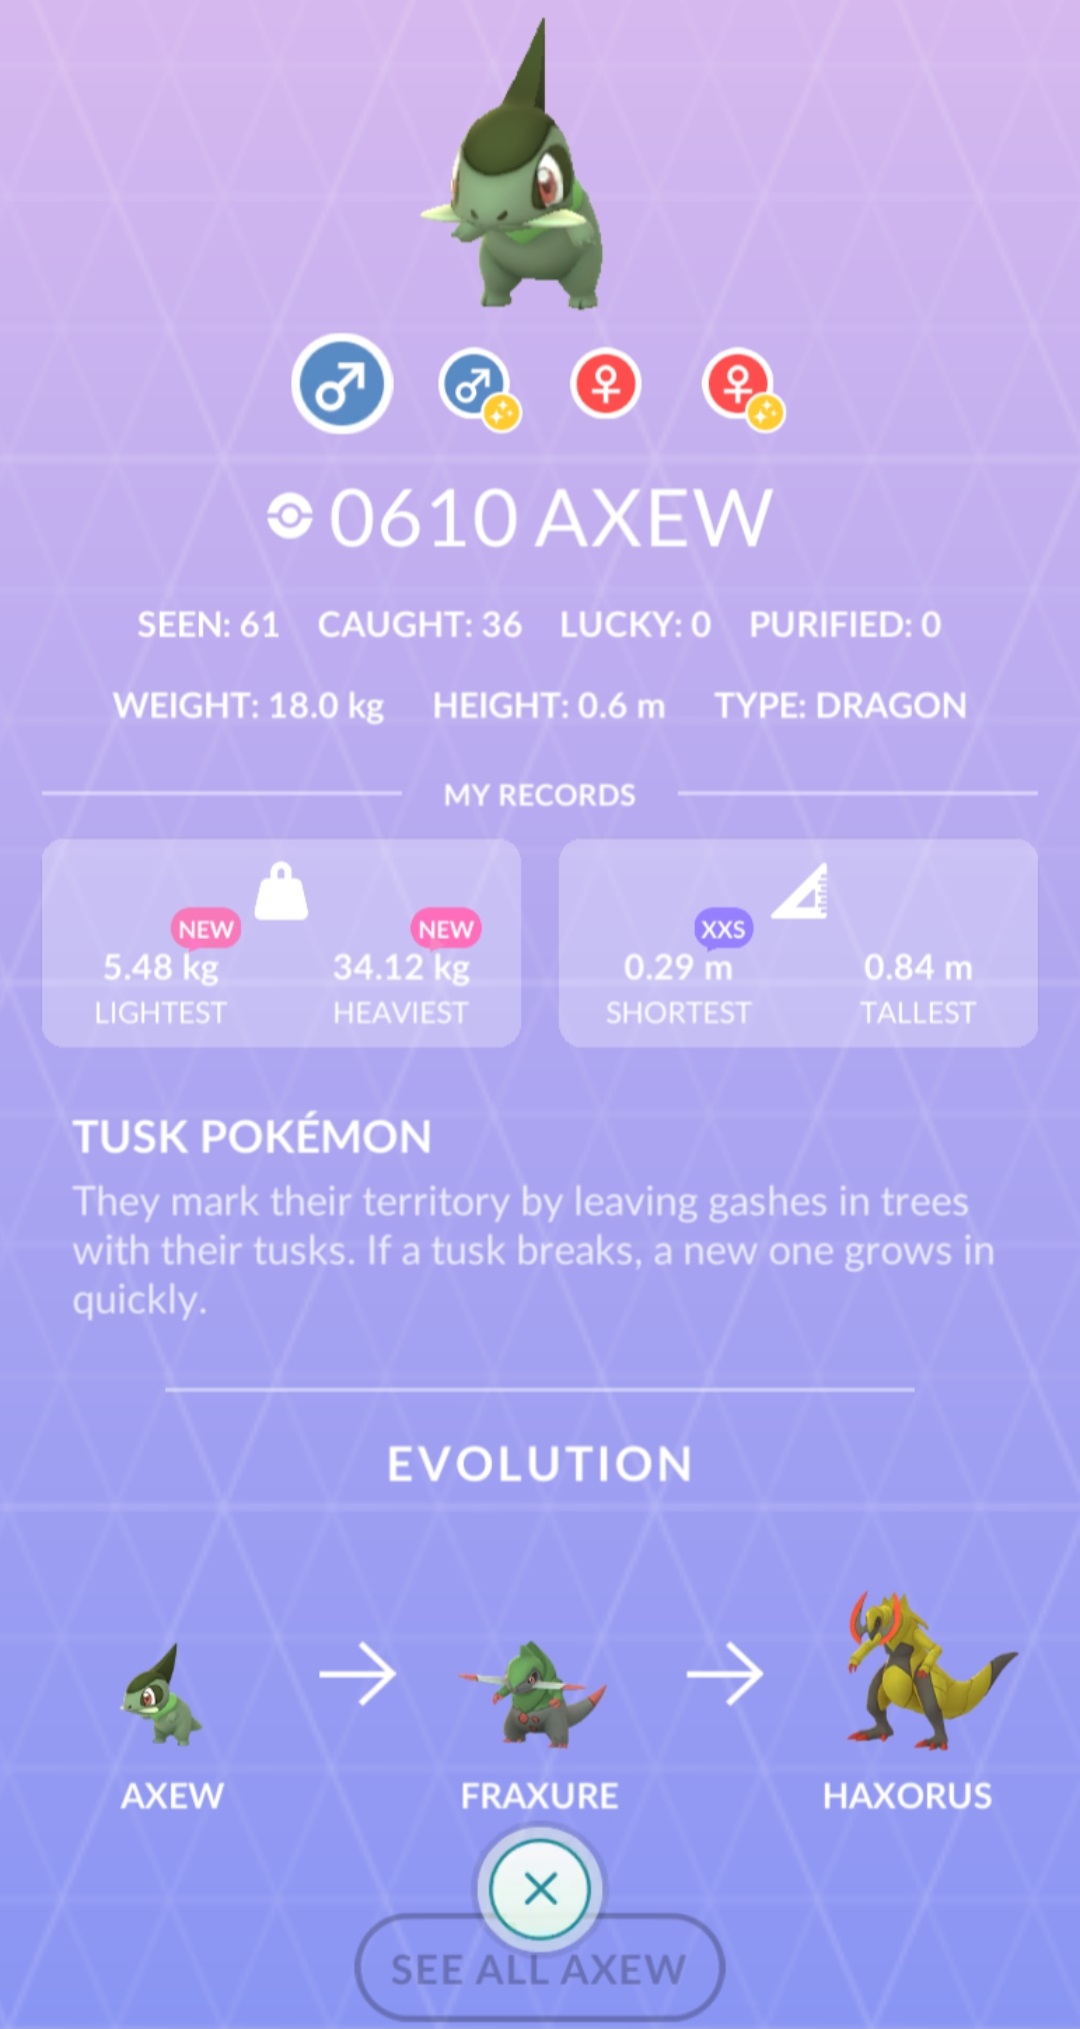 0610 AXEW
SEEN: 61 CAUGHT: 36 LUCKY: 0 PURIFIED: 0
WEIGHT: 18.0 kg HEIGHT: 0.6 m TYPE: DRAGON
MY RECORDS
NEW NEW XXS
5.48 kg 34.12 kg 0.29 m 0.84 m
LIGHTEST HEAVIEST SHORTEST TALLEST
TUSK POKÉMON
They mark their territory by leaving gashes in trees
with their tusks. If a tusk breaks, a new one grows in
quickly.
EVOLUTION
AXEW FRAXURE HAXORUS
SEE ALL AXEW